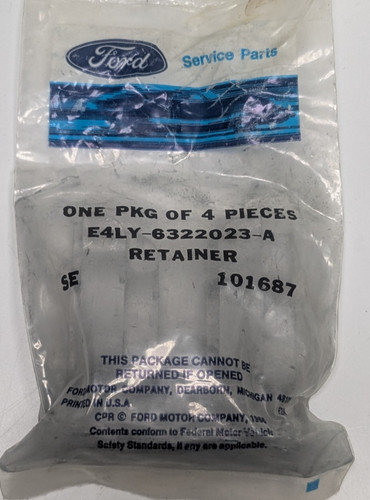 Ford
Service Parts
ONE PKG OF 4 PIECES
E4LY-6322023-A
RETAINER
SE 101687
THIS PACKAGE CANNOT BE
RETURNED IF OPENED
FORD MOTOR COMPANY, DEARBORN, MICHIGAN
PRINTED IN U.S.A.
CPR © FORD MOTOR COMPANY,
Contents conform to Federal Motor Vehicle
Safety Standards, if any are applicable.